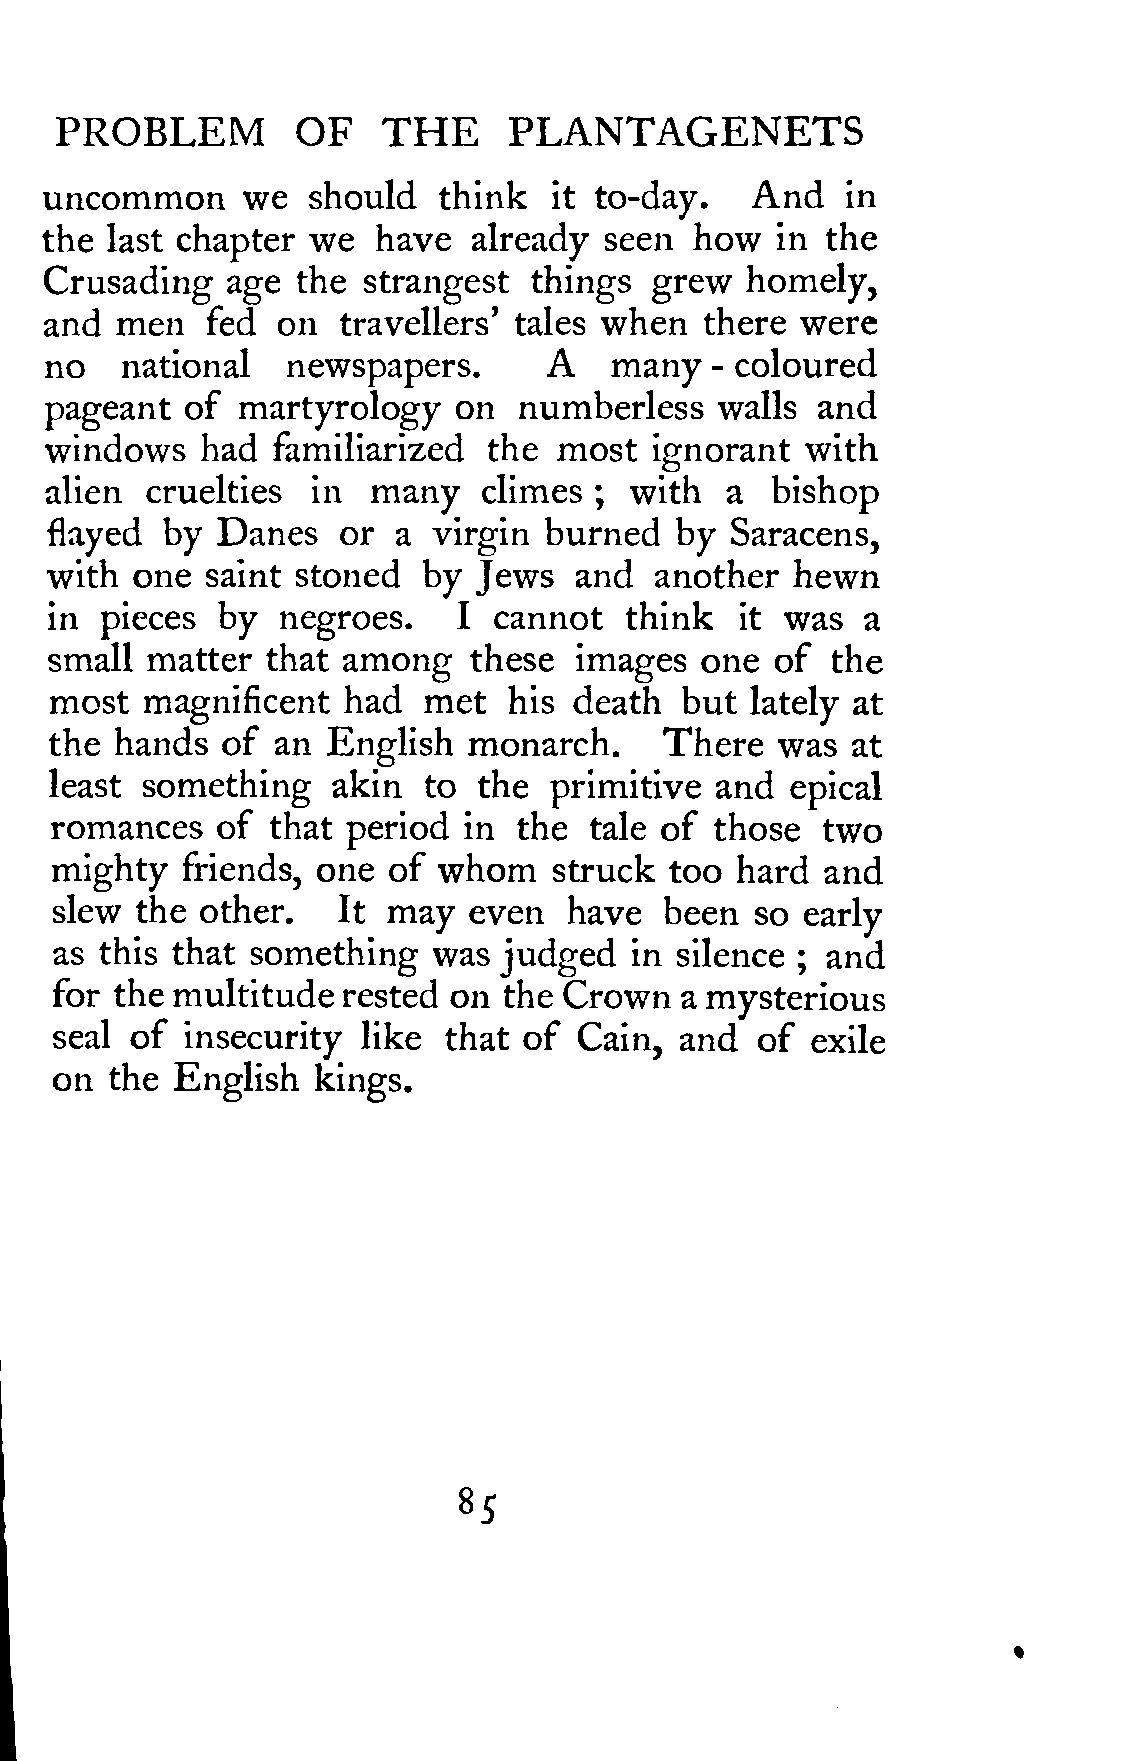 PROBLEM OF THE PLANTAGENETS
uncommon we should think it to-day. And in
the last chapter we have already seen how in the
Crusading age the strangest things grew homely,
and men fed on travellers' tales when there were
no national newspapers. A many-coloured
pageant of martyrology on numberless walls and
windows had familiarized the most ignorant with
alien cruelties in many climes ; with a bishop
flayed by Danes or a virgin burned by Saracens,
with one saint stoned by Jews and another hewn
in pieces by negroes. I cannot think it was a
small matter that among these images one of the
most magnificent had met his death but lately at
the hands of an English monarch. There was at
least something akin to the primitive and epical
romances of that period in the tale of those two
mighty friends, one of whom struck too hard and
slew the other. It may even have been so early
as this that something was judged in silence ; and
for the multitude rested on the Crown a mysterious
seal of insecurity like that of Cain, and of exile
on the English kings.
85